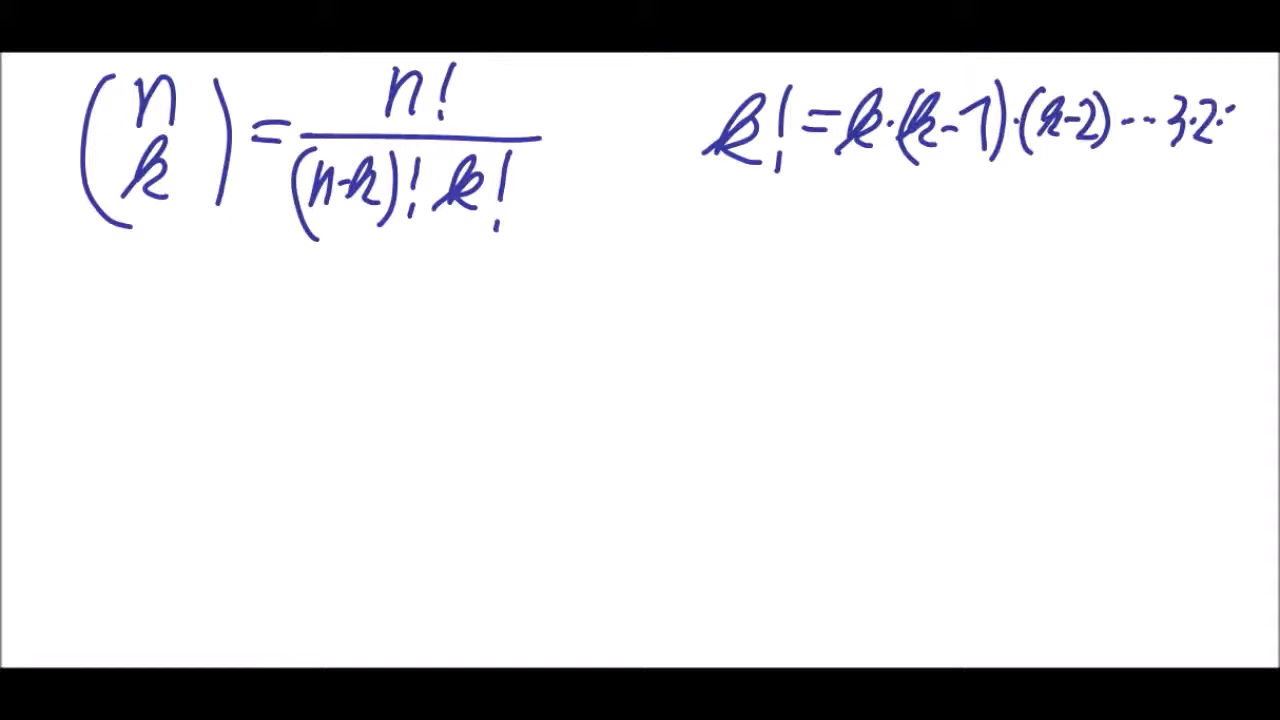 (n k) = n! / ((n-k)! k!)
k! = k·(k-1)·(k-2)···3·2·